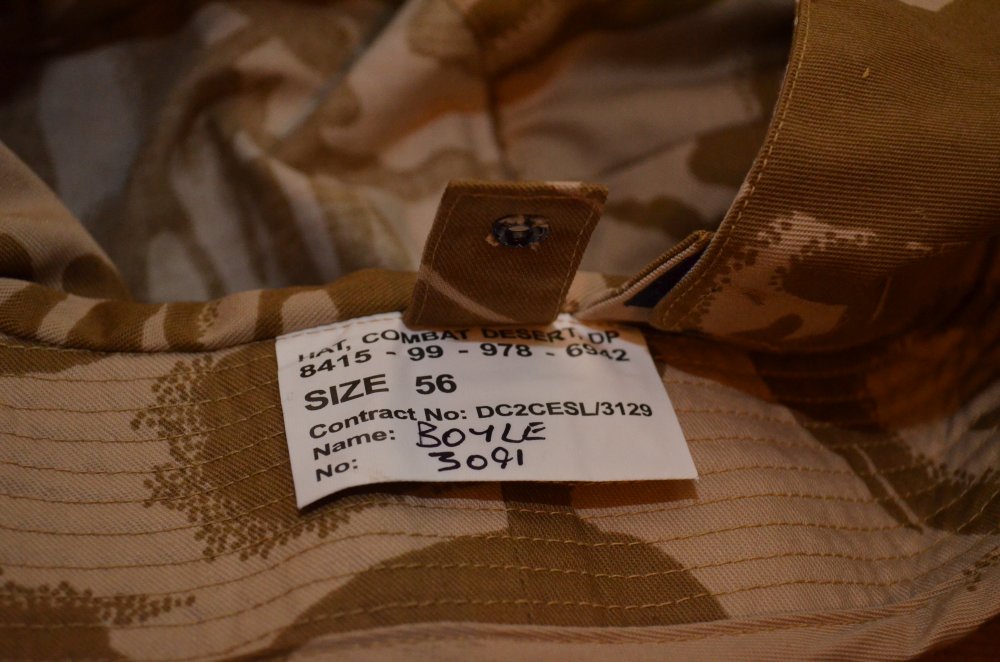 HAT, COMBAT DESERT, DP
8415 - 99 - 978 - 6942
SIZE 56
Contract No: DC2CESL/3129
Name: BOYLE
No: 3091